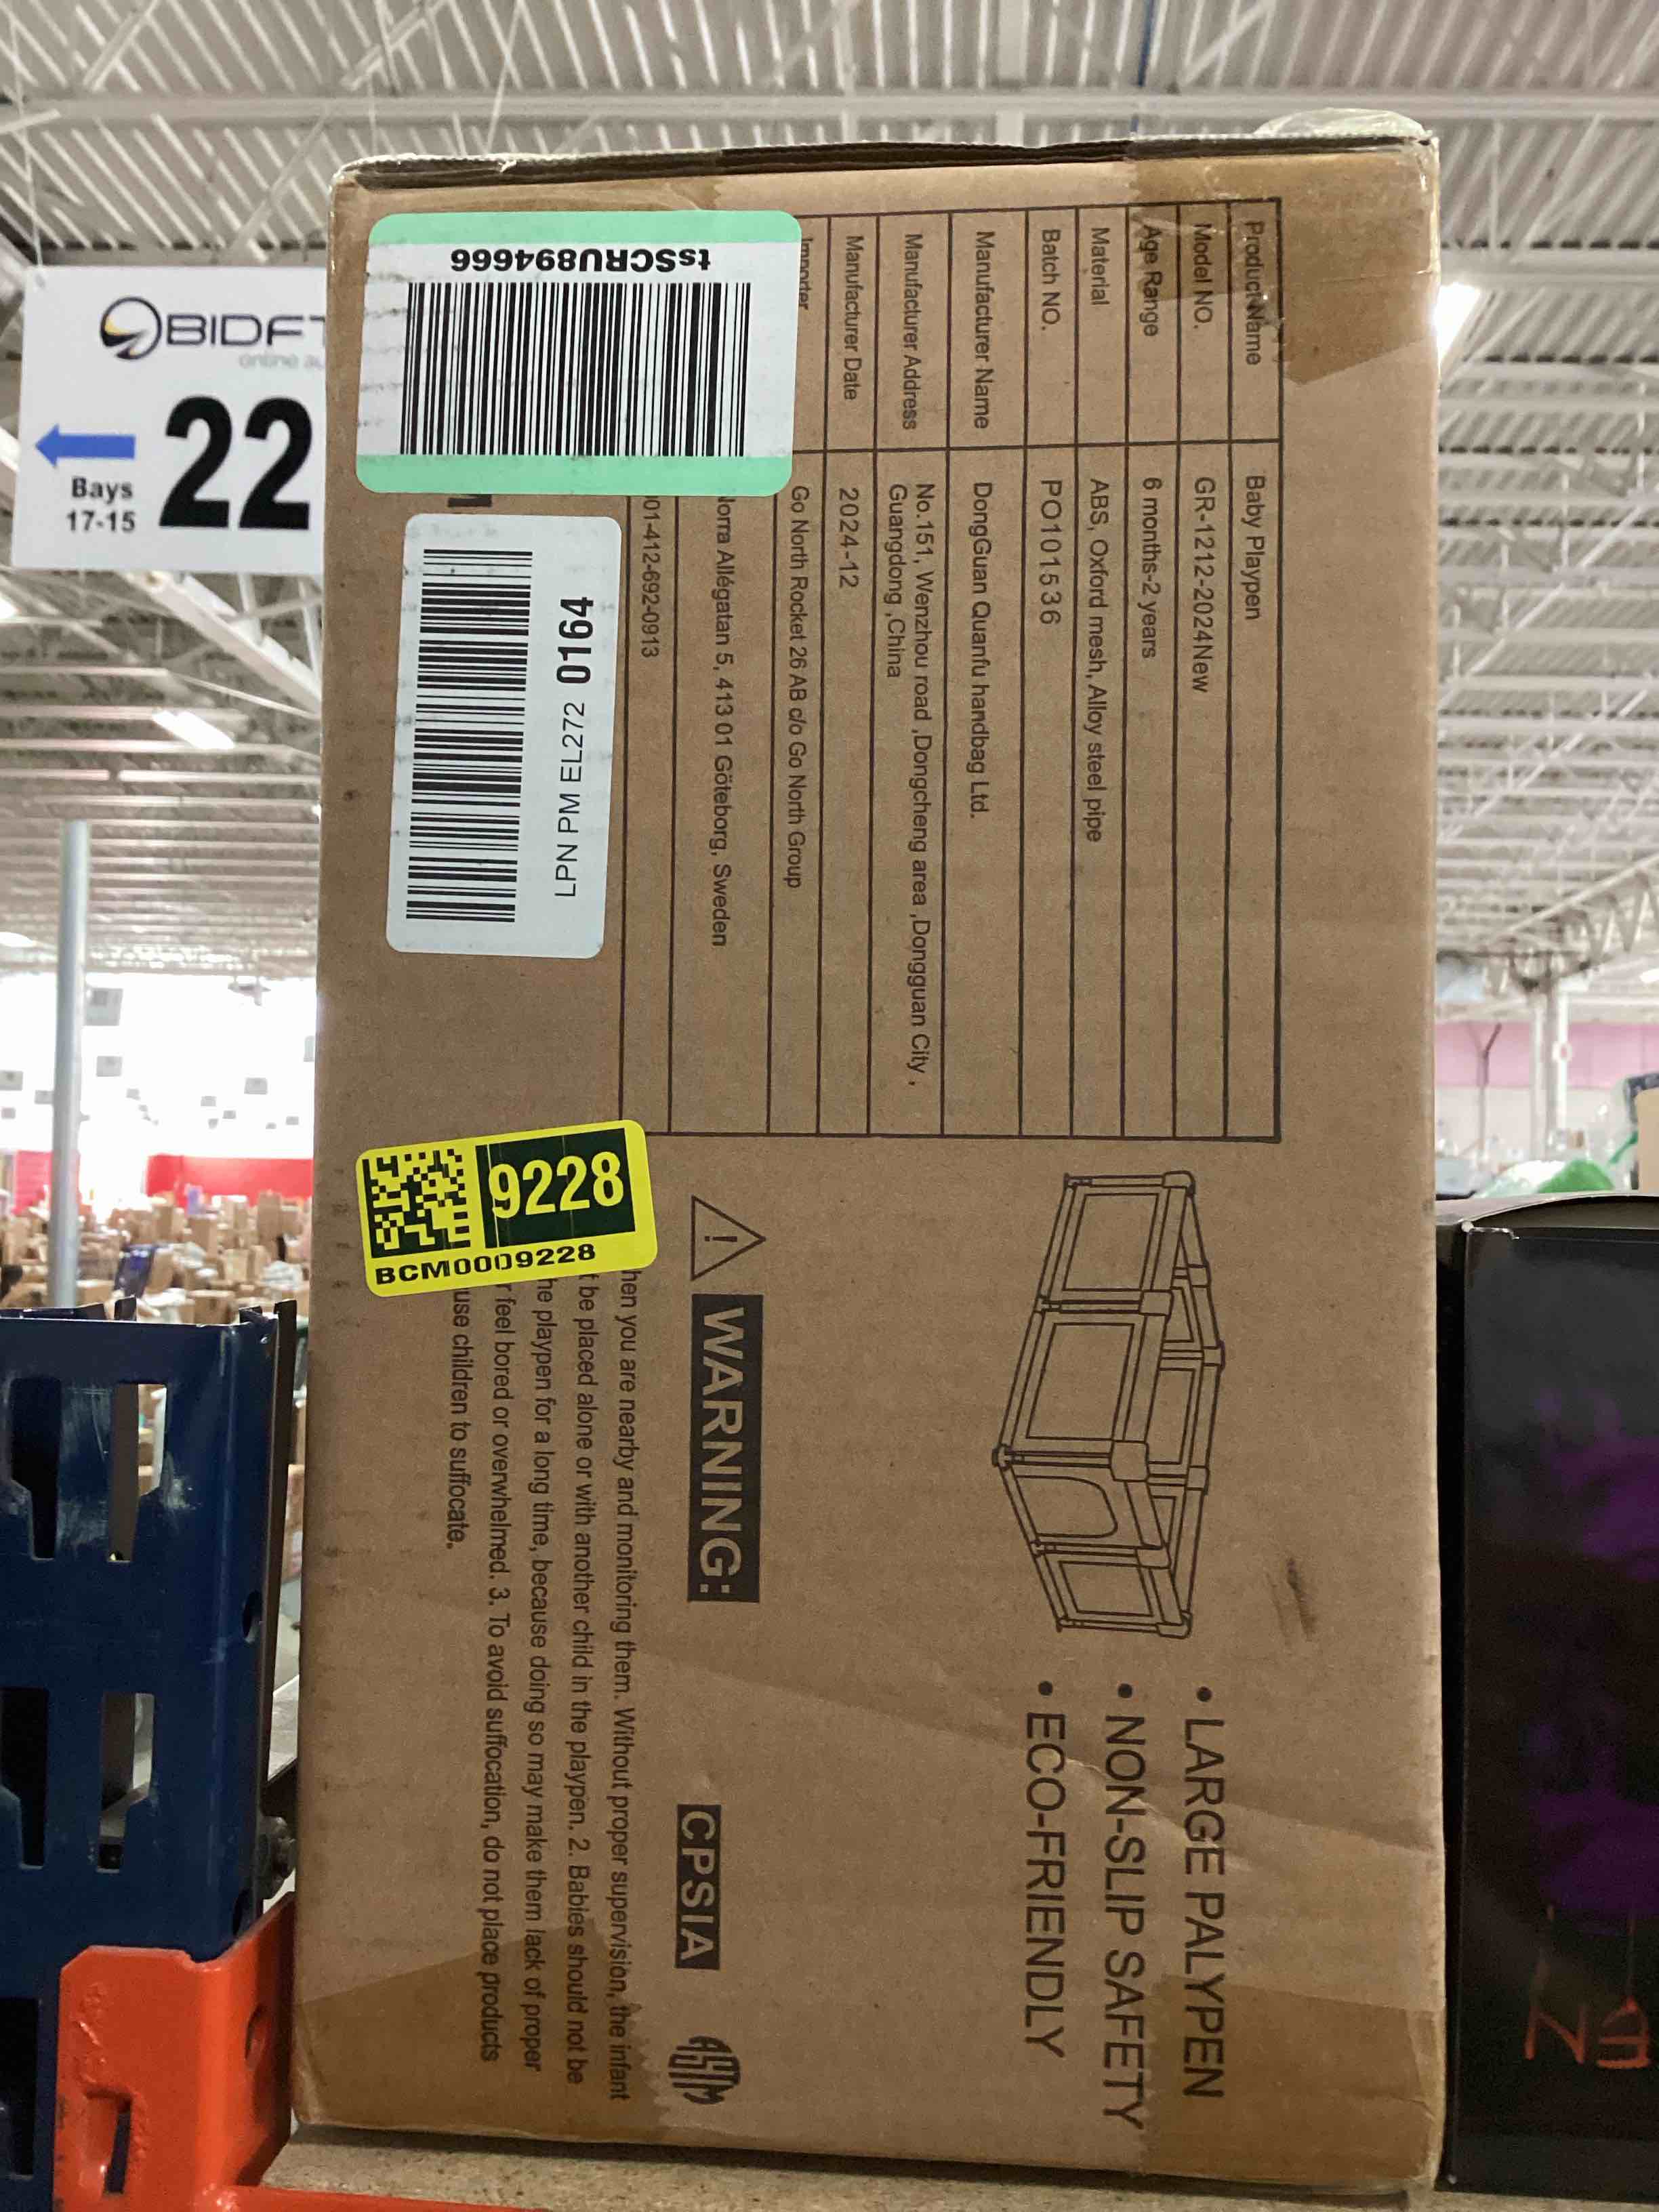 BIDFT
online au
22
Bays
17-15
tsSCRU894666
LPN PM EL272 0164
9228
BCM0009228
Product Name Baby Playpen
Model NO. GR-1212-2024New
Age Range 6 months-2 years
Material ABS, Oxford mesh, Alloy steel pipe
Batch NO. PO101536
Manufacturer Name DongGuan Quanfu handbag Ltd.
Manufacturer Address No.151, Wenzhou road ,Dongcheng area ,Dongguan City ,
Guangdong ,China
Manufacturer Date 2024-12
Importer Go North Rocket 26 AB c/o Go North Group
Norra Allégatan 5, 413 01 Göteborg, Sweden
01-412-692-0913
• LARGE PALYPEN
• NON-SLIP SAFETY
• ECO-FRIENDLY
WARNING:
CPSIA
ASTM
hen you are nearby and monitoring them. Without proper supervision, the infant
t be placed alone or with another child in the playpen. 2. Babies should not be
he playpen for a long time, because doing so may make them lack of proper
r feel bored or overwhelmed. 3. To avoid suffocation, do not place products
use children to suffocate.